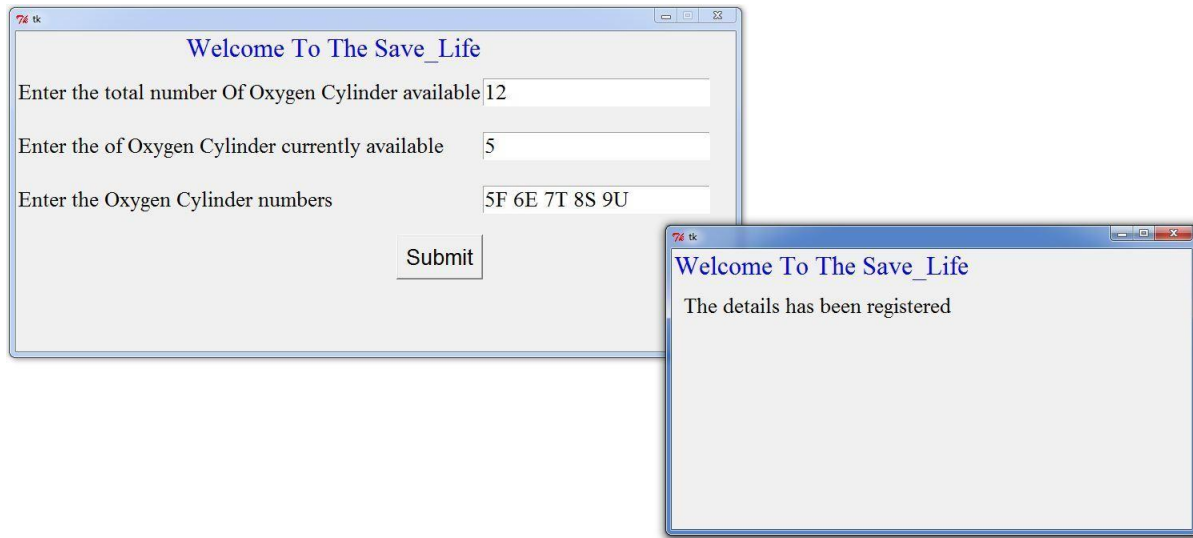 tk
Welcome To The Save_Life
Enter the total number Of Oxygen Cylinder available 12
Enter the of Oxygen Cylinder currently available 5
Enter the Oxygen Cylinder numbers 5F 6E 7T 8S 9U
Submit
tk
Welcome To The Save_Life
The details has been registered